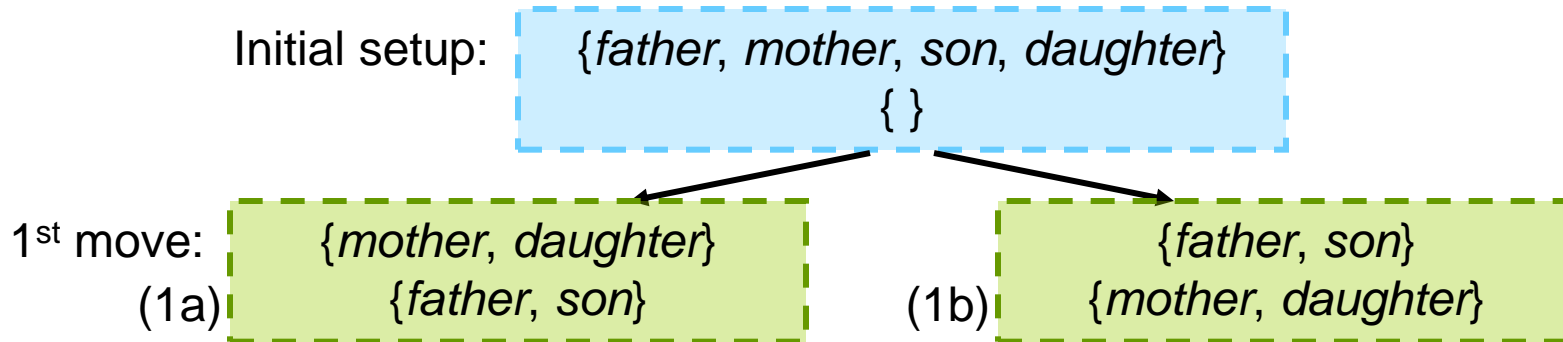 Initial setup: {father, mother, son, daughter}
{ }
1st move: {mother, daughter} {father, son}
(1a) {father, son} (1b) {mother, daughter}